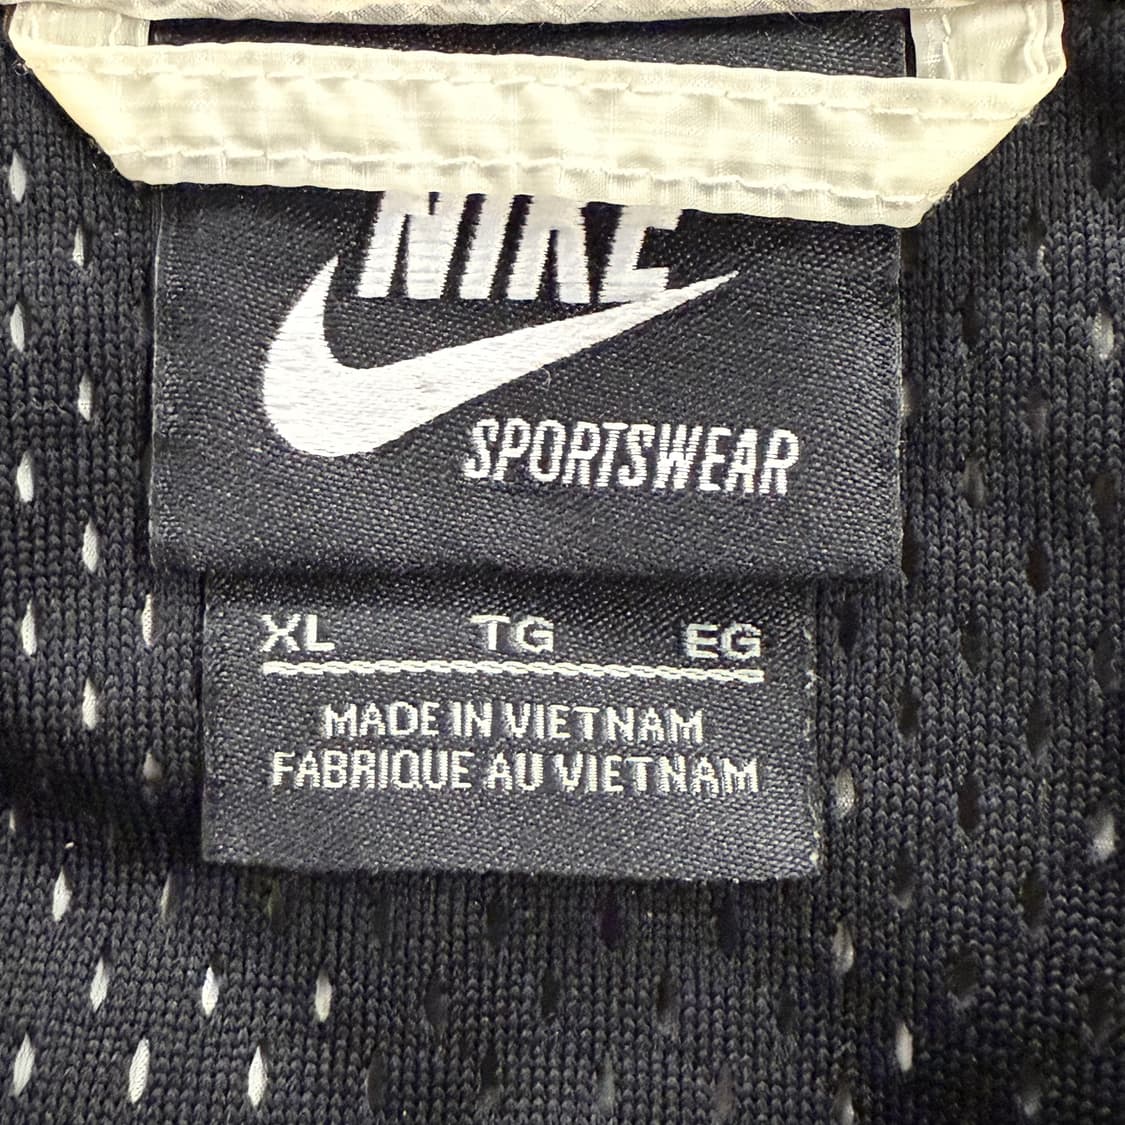 NIKE
SPORTSWEAR
XL TG EG
MADE IN VIETNAM
FABRIQUE AU VIETNAM